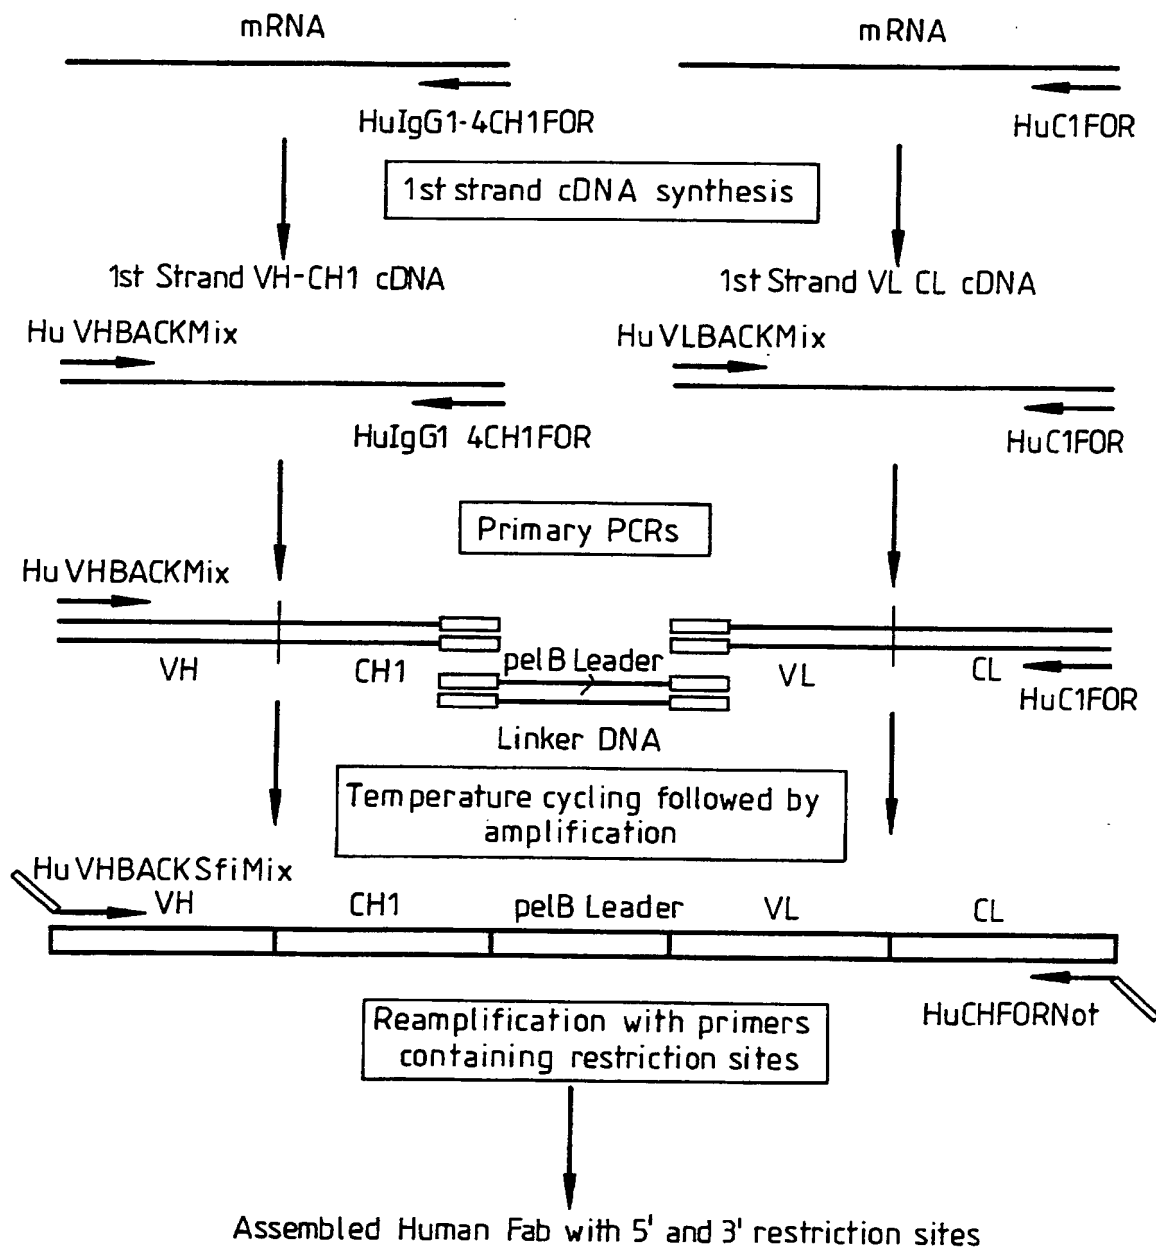 mRNA
mRNA
HuIgG1-4CH1FOR
HuC1FOR
1st strand cDNA synthesis
1st Strand VH-CH1 cDNA
1st Strand VL CL cDNA
Hu VHBACKMix
Hu VLBACKMix
HuIgG1 4CH1FOR
HuC1FOR
Primary PCRs
Hu VHBACKMix
VH
CH1
pelB Leader
VL
CL
HuC1FOR
Linker DNA
Temperature cycling followed by
amplification
Hu VHBACKSfiMix
VH
CH1
pelB Leader
VL
CL
HuCHFORNot
Reamplification with primers
containing restriction sites
Assembled Human Fab with 5' and 3' restriction sites